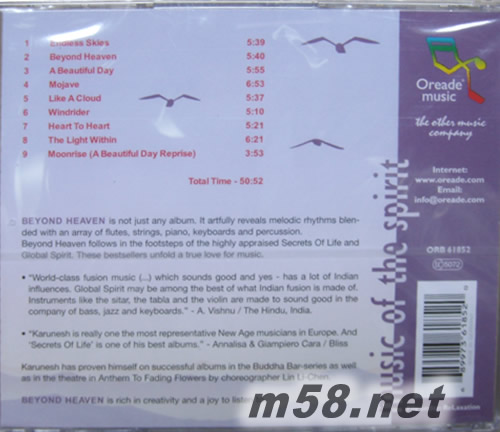 1 Endless Skies 5:39
2 Beyond Heaven 5:40
3 A Beautiful Day 5:55
4 Mojave 6:53
5 Like A Cloud 5:37
6 Windrider 5:10
7 Heart To Heart 5:21
8 The Light Within 5:21
9 Moonrise (A Beautiful Day Reprise) 3:53
Total Time - 50:52
BEYOND HEAVEN is not just any album. It artfully reveals melodic rhythms blen-
ded with an array of flutes, strings, piano, keyboards and percussion.
Beyond Heaven follows in the footsteps of the highly appraised Secrets Of Life and
Global Spirit. These bestsellers unfold a true love for music.
• "World-class fusion music (...) which sounds good and yes - has a lot of Indian
influences. Global Spirit may be among the best of what Indian fusion is made of.
Instruments like the sitar, the tabla and the violin are made to sound good in the
company of bass, jazz and keyboards." - A. Vishnu / The Hindu, India.
• "Karunesh is really one the most representative New Age musicians in Europe. And
'Secrets Of Life' is one of his best albums." - Annalisa & Giampiero Cara / Bliss
Karunesh has proven himself on successful albums in the Buddha Bar-series as well
as in the theatre in Anthem To Fading Flowers by choreographer Lin Li-Chen.
BEYOND HEAVEN is rich in creativity and a joy to listen
music of the spirit
Oreade
music
the other music
company
Internet:
www.oreade.com
Email:
info@oreade.com
ORB 61852
Relaxation
m58.net